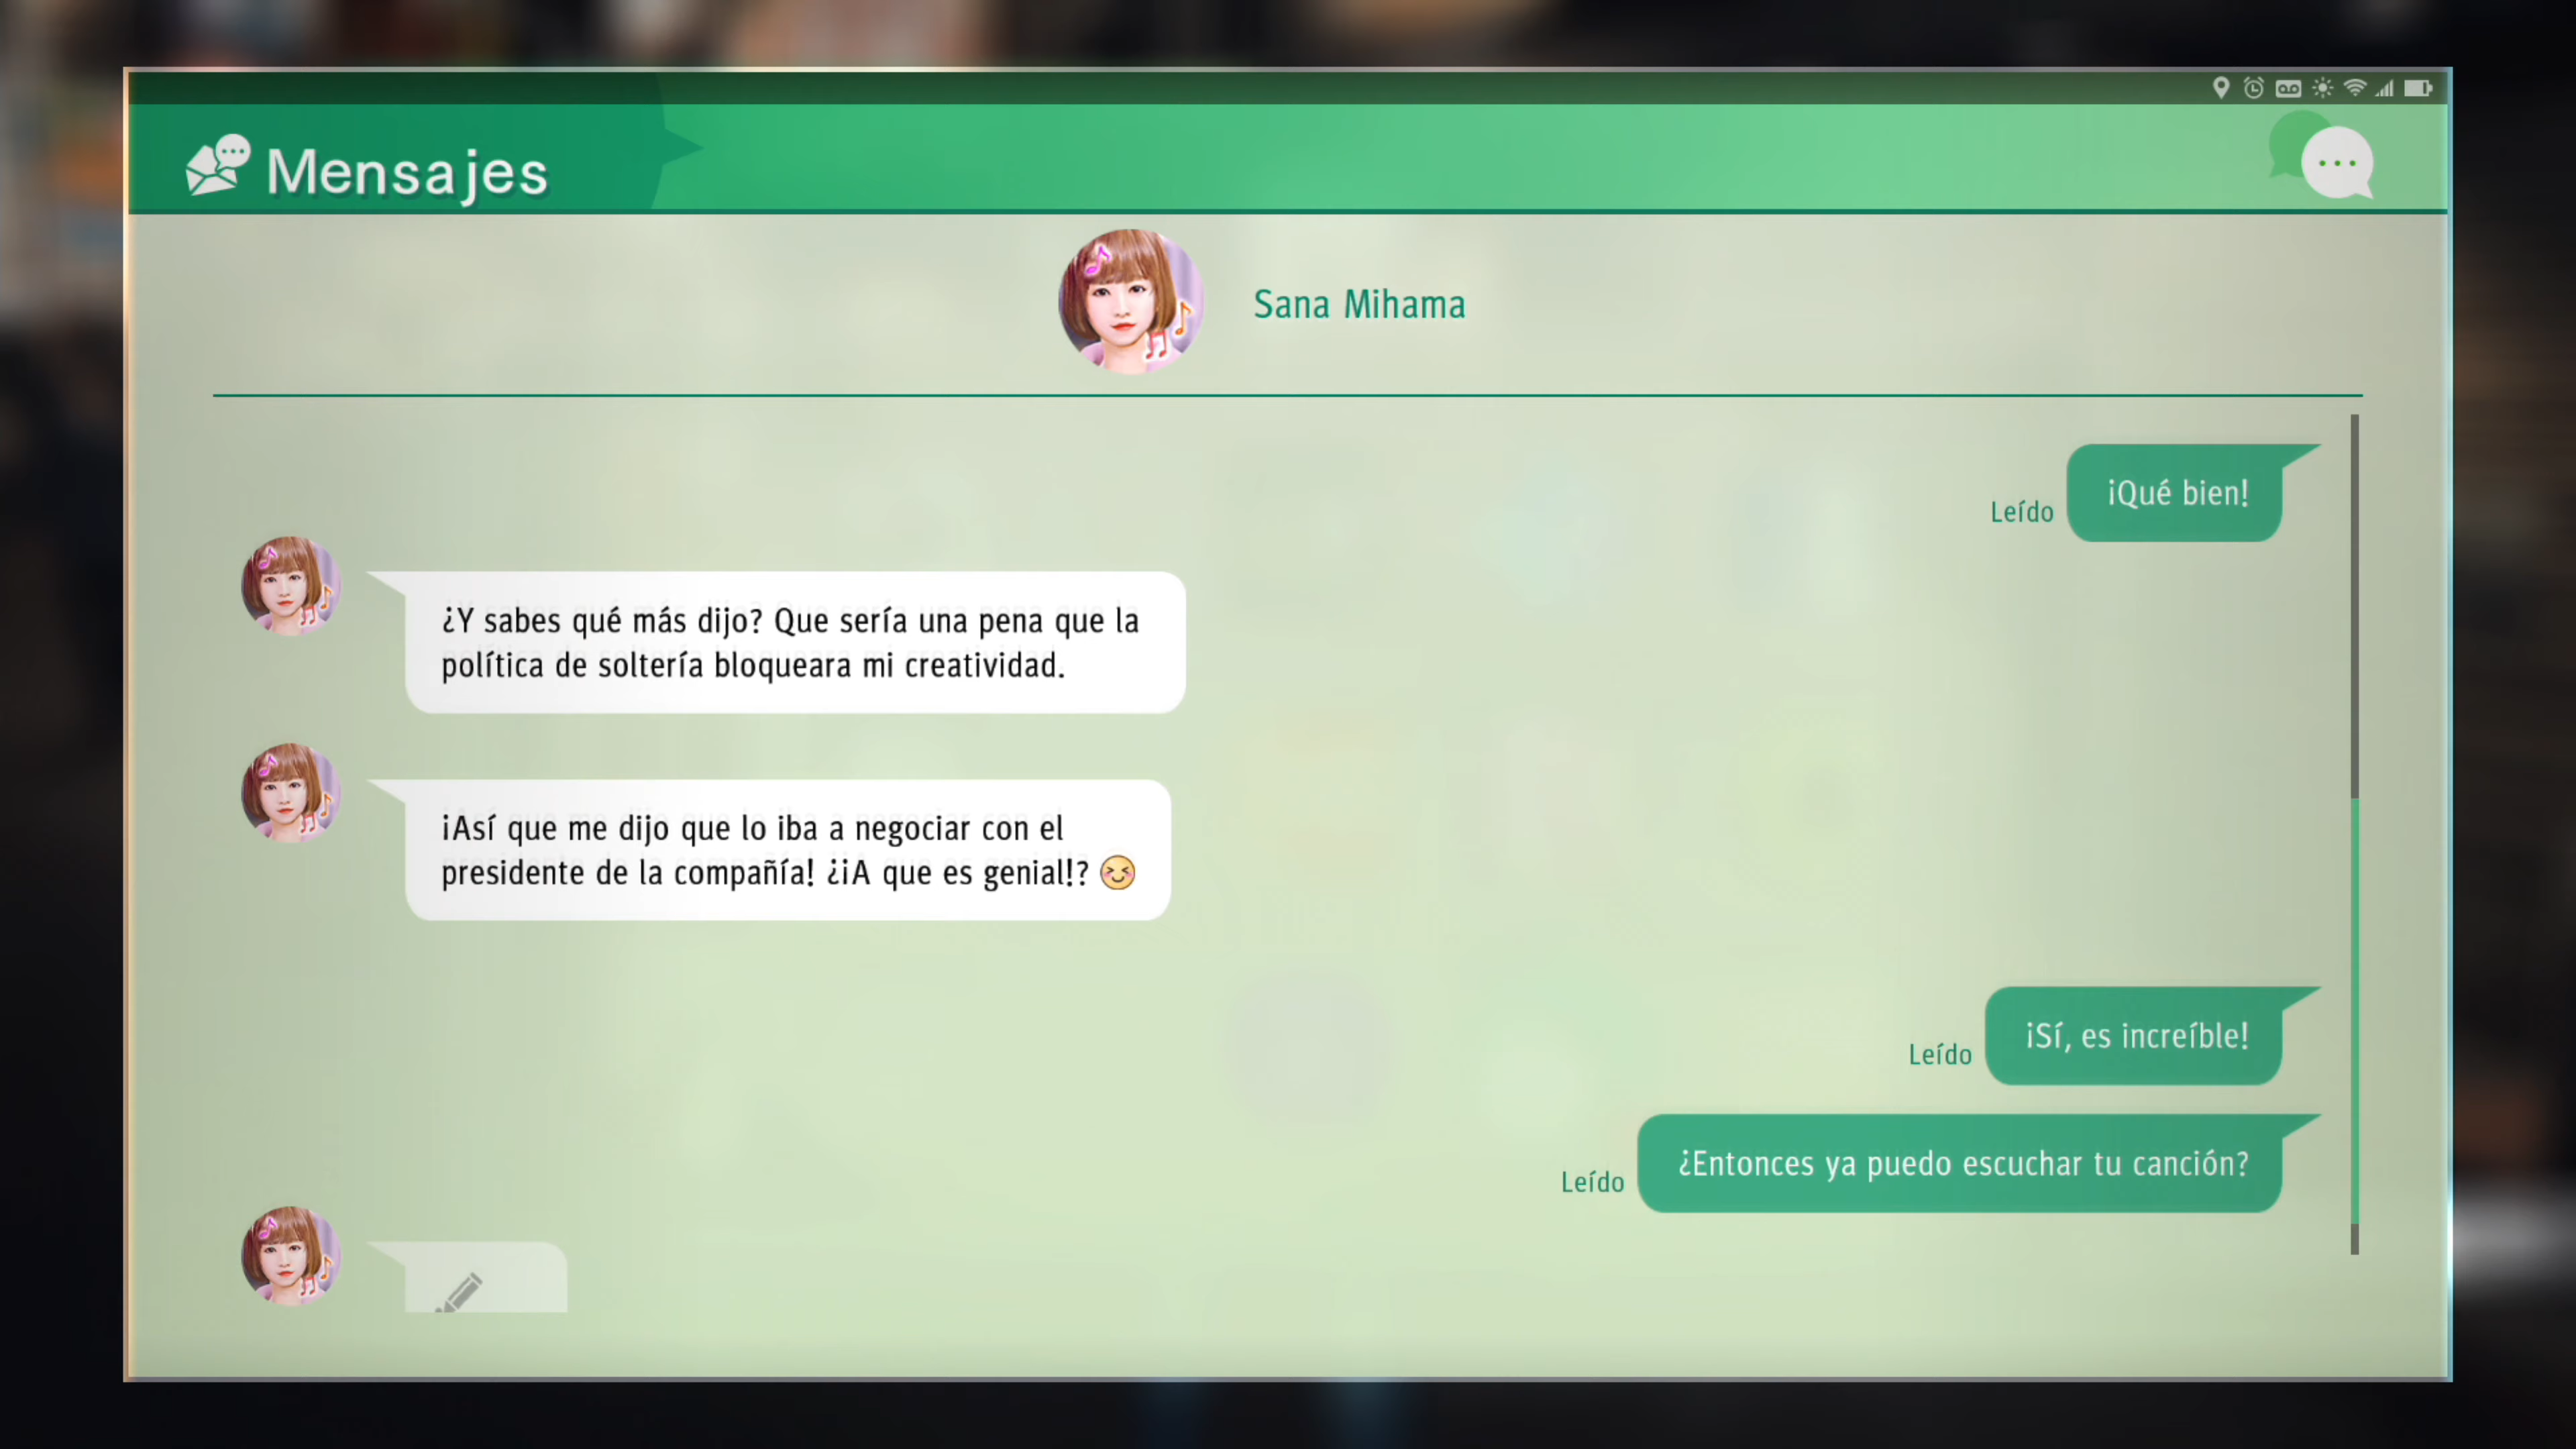 Mensajes
Sana Mihama
¡Qué bien!
Leído
¿Y sabes qué más dijo? Que sería una pena que la
política de soltería bloqueara mi creatividad.
¡Así que me dijo que lo iba a negociar con el
presidente de la compañía! ¿¡A que es genial!? 😆
¡Sí, es increíble!
Leído
¿Entonces ya puedo escuchar tu canción?
Leído